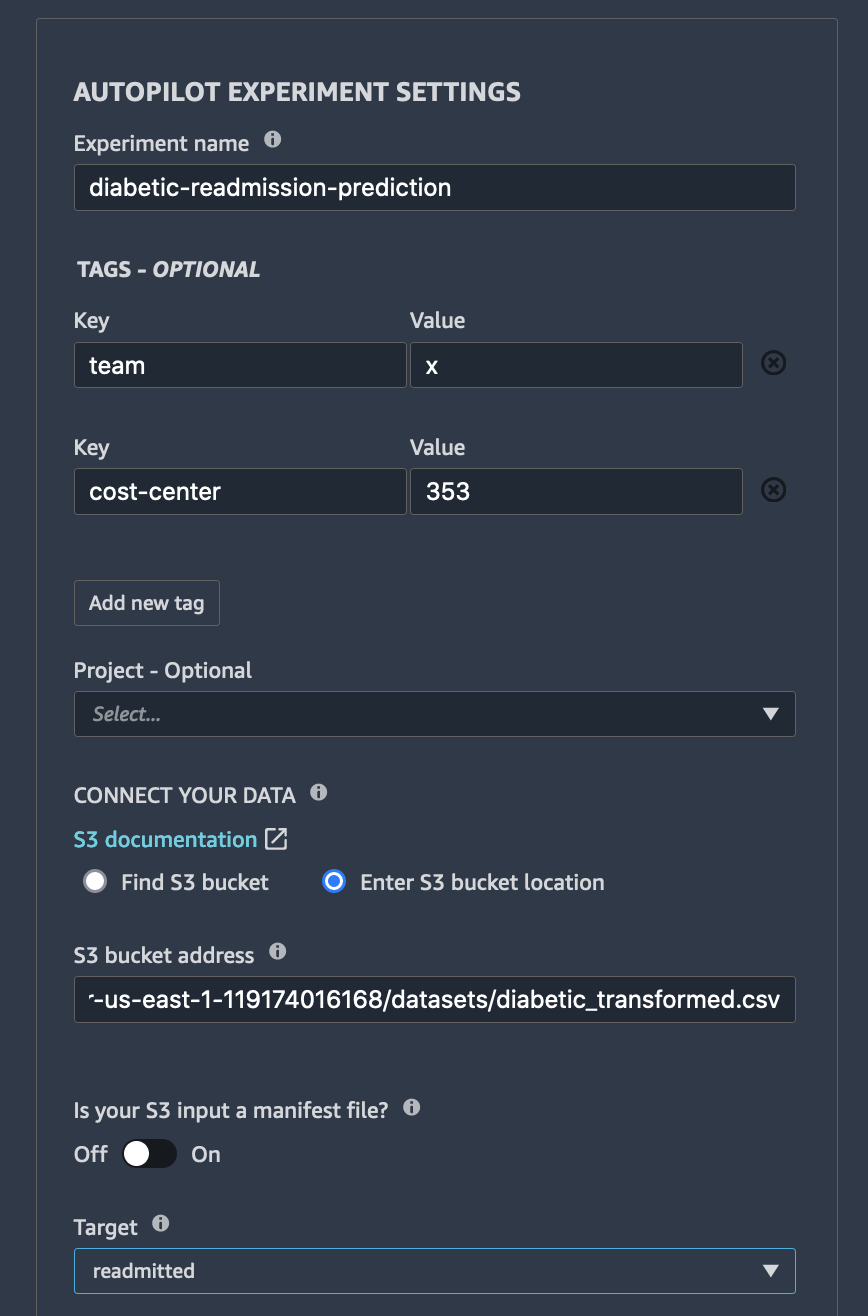 AUTOPILOT EXPERIMENT SETTINGS
Experiment name
diabetic-readmission-prediction
TAGS - OPTIONAL
Key Value
team x
Key Value
cost-center 353
Add new tag
Project - Optional
Select...
CONNECT YOUR DATA
S3 documentation
Find S3 bucket Enter S3 bucket location
S3 bucket address
r-us-east-1-119174016168/datasets/diabetic_transformed.csv
Is your S3 input a manifest file?
Off On
Target
readmitted